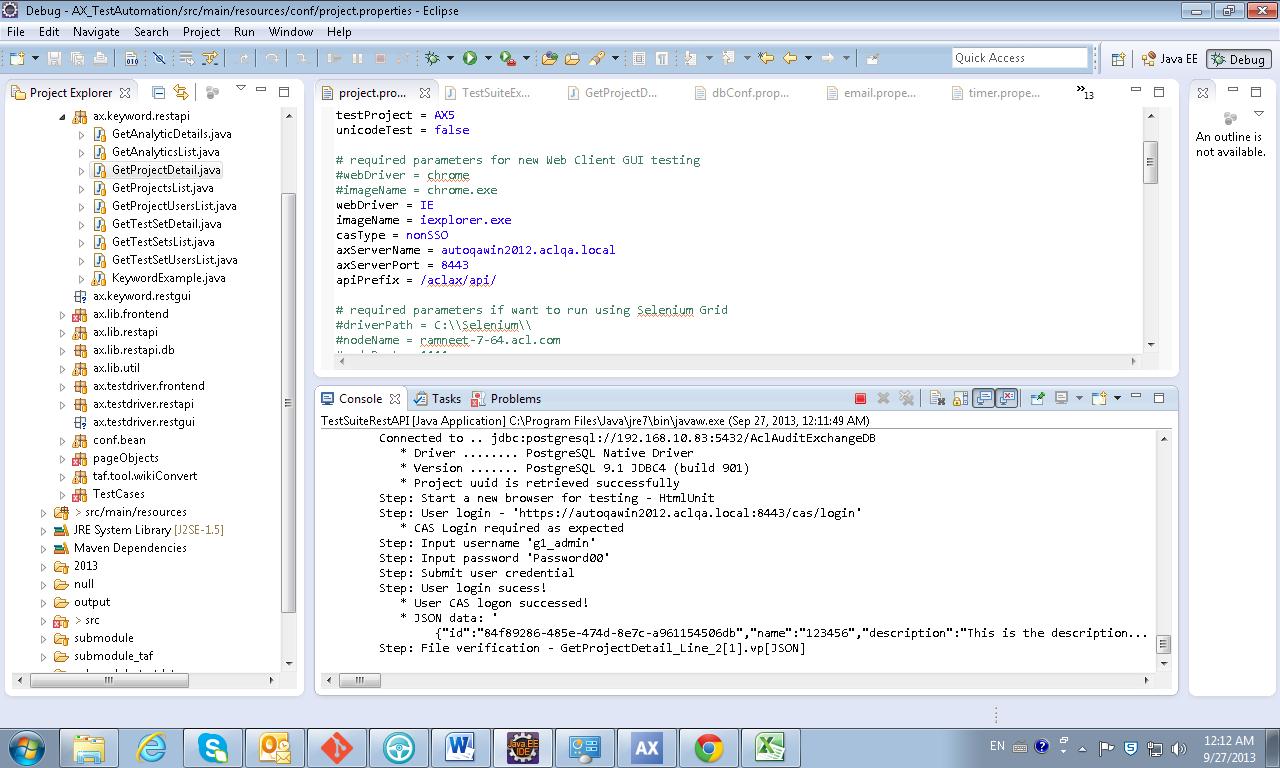 Debug - AX_TestAutomation/src/main/resources/conf/project.properties - Eclipse
File Edit Navigate Search Project Run Window Help
Quick Access
Java EE
Debug
Project Explorer
ax.keyword.restapi
GetAnalyticDetails.java
GetAnalyticsList.java
GetProjectDetail.java
GetProjectsList.java
GetProjectUsersList.java
GetTestSetDetail.java
GetTestSetsList.java
GetTestSetUsersList.java
KeywordExample.java
ax.keyword.restgui
ax.lib.frontend
ax.lib.restapi
ax.lib.restapi.db
ax.lib.util
ax.testdriver.frontend
ax.testdriver.restapi
ax.testdriver.restgui
conf.bean
pageObjects
taf.tool.wikiConvert
TestCases
> src/main/resources
JRE System Library [J2SE-1.5]
Maven Dependencies
2013
null
output
> src
submodule
submodule_taf
project.pro...
TestSuiteEx...
GetProjectD...
dbConf.prop...
email.prope...
timer.prope...
»13
testProject = AX5
unicodeTest = false
# required parameters for new Web Client GUI testing
#webDriver = chrome
#imageName = chrome.exe
webDriver = IE
imageName = iexplorer.exe
casType = nonSSO
axServerName = autoqawin2012.aclqa.local
axServerPort = 8443
apiPrefix = /aclax/api/
# required parameters if want to run using Selenium Grid
#driverPath = C:\\Selenium\\
#nodeName = ramneet-7-64.acl.com
An outline is
not available.
Console
Tasks
Problems
TestSuiteRestAPI [Java Application] C:\Program Files\Java\jre7\bin\javaw.exe (Sep 27, 2013, 12:11:49 AM)
Connected to .. jdbc:postgresql://192.168.10.83:5432/AclAuditExchangeDB
* Driver ........ PostgreSQL Native Driver
* Version ....... PostgreSQL 9.1 JDBC4 (build 901)
* Project uuid is retrieved successfully
Step: Start a new browser for testing - HtmlUnit
Step: User login - 'https://autoqawin2012.aclqa.local:8443/cas/login'
* CAS Login required as expected
Step: Input username 'g1_admin'
Step: Input password 'Password00'
Step: Submit user credential
Step: User login sucess!
* User CAS logon successed!
* JSON data: '
{"id":"84f89286-485e-474d-8e7c-a961154506db","name":"123456","description":"This is the description...
Step: File verification - GetProjectDetail_Line_2[1].vp[JSON]
Java EE
IDE
AX
EN
12:12 AM
9/27/2013